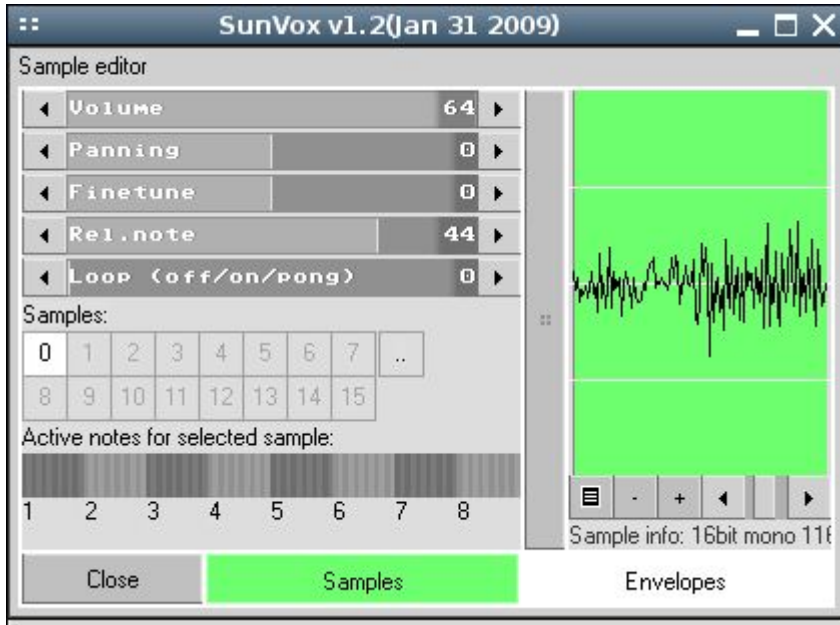 SunVox v1.2(Jan 31 2009)
Sample editor
Volume 64
Panning 0
Finetune 0
Rel.note 44
Loop (off/on/pong) 0
Samples:
0 1 2 3 4 5 6 7 ..
8 9 10 11 12 13 14 15
Active notes for selected sample:
1 2 3 4 5 6 7 8
- +
Sample info: 16bit mono 116
Close Samples Envelopes